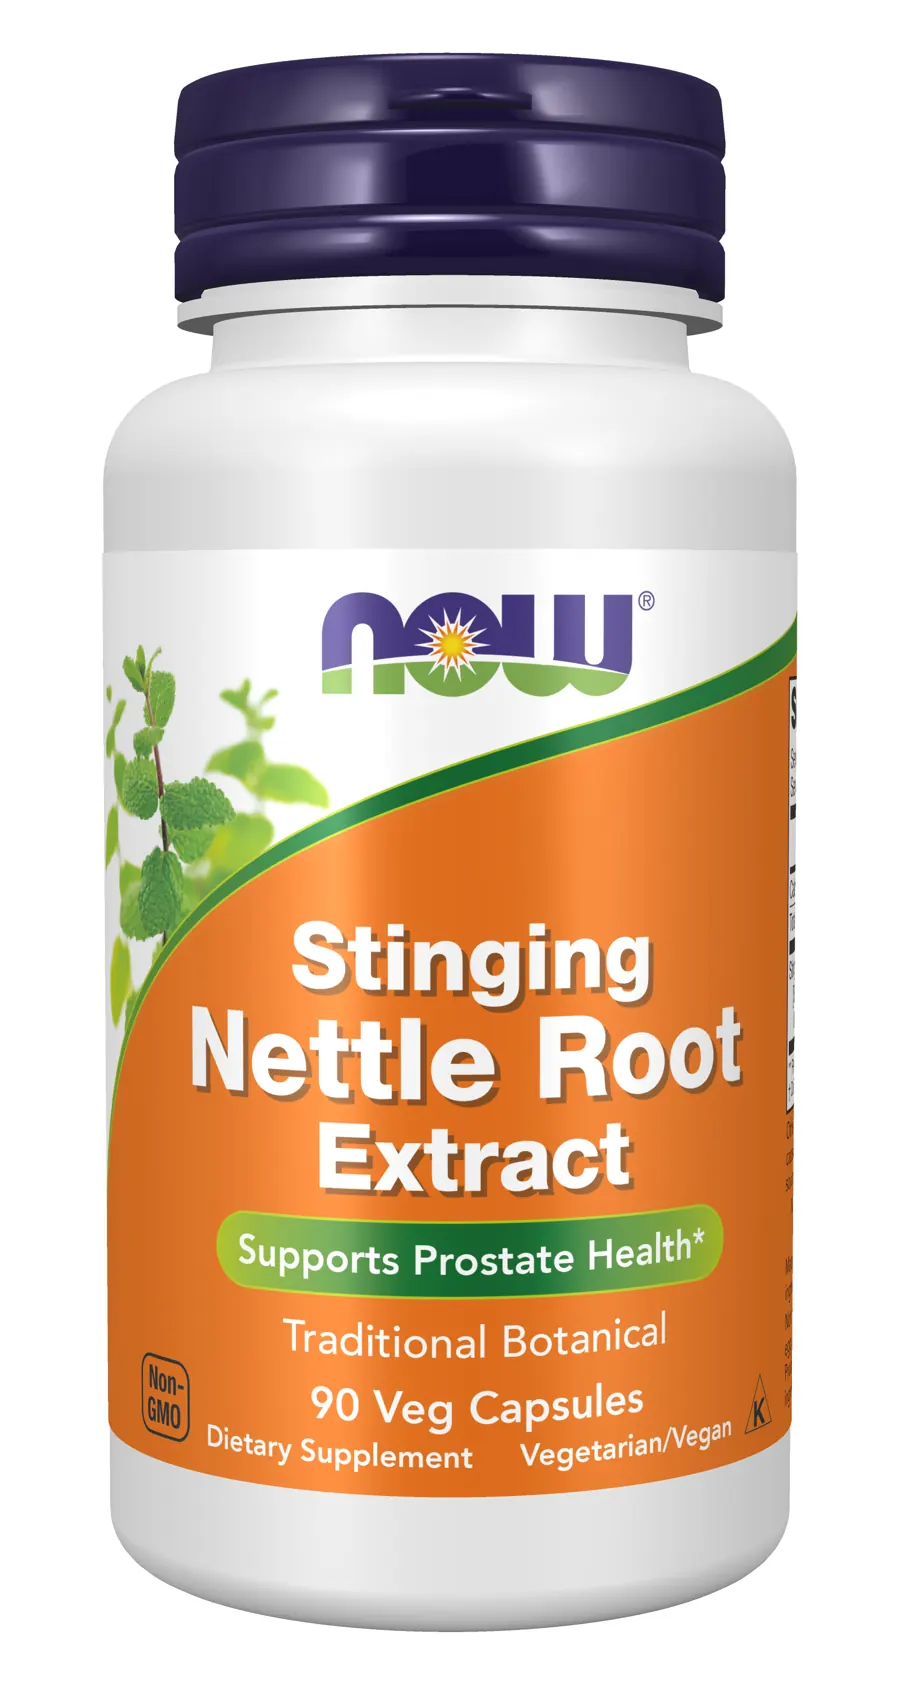 NOW®
Stinging
Nettle Root
Extract
Supports Prostate Health*
Traditional Botanical
90 Veg Capsules
Non-
GMO
Dietary Supplement
Vegetarian/Vegan
K